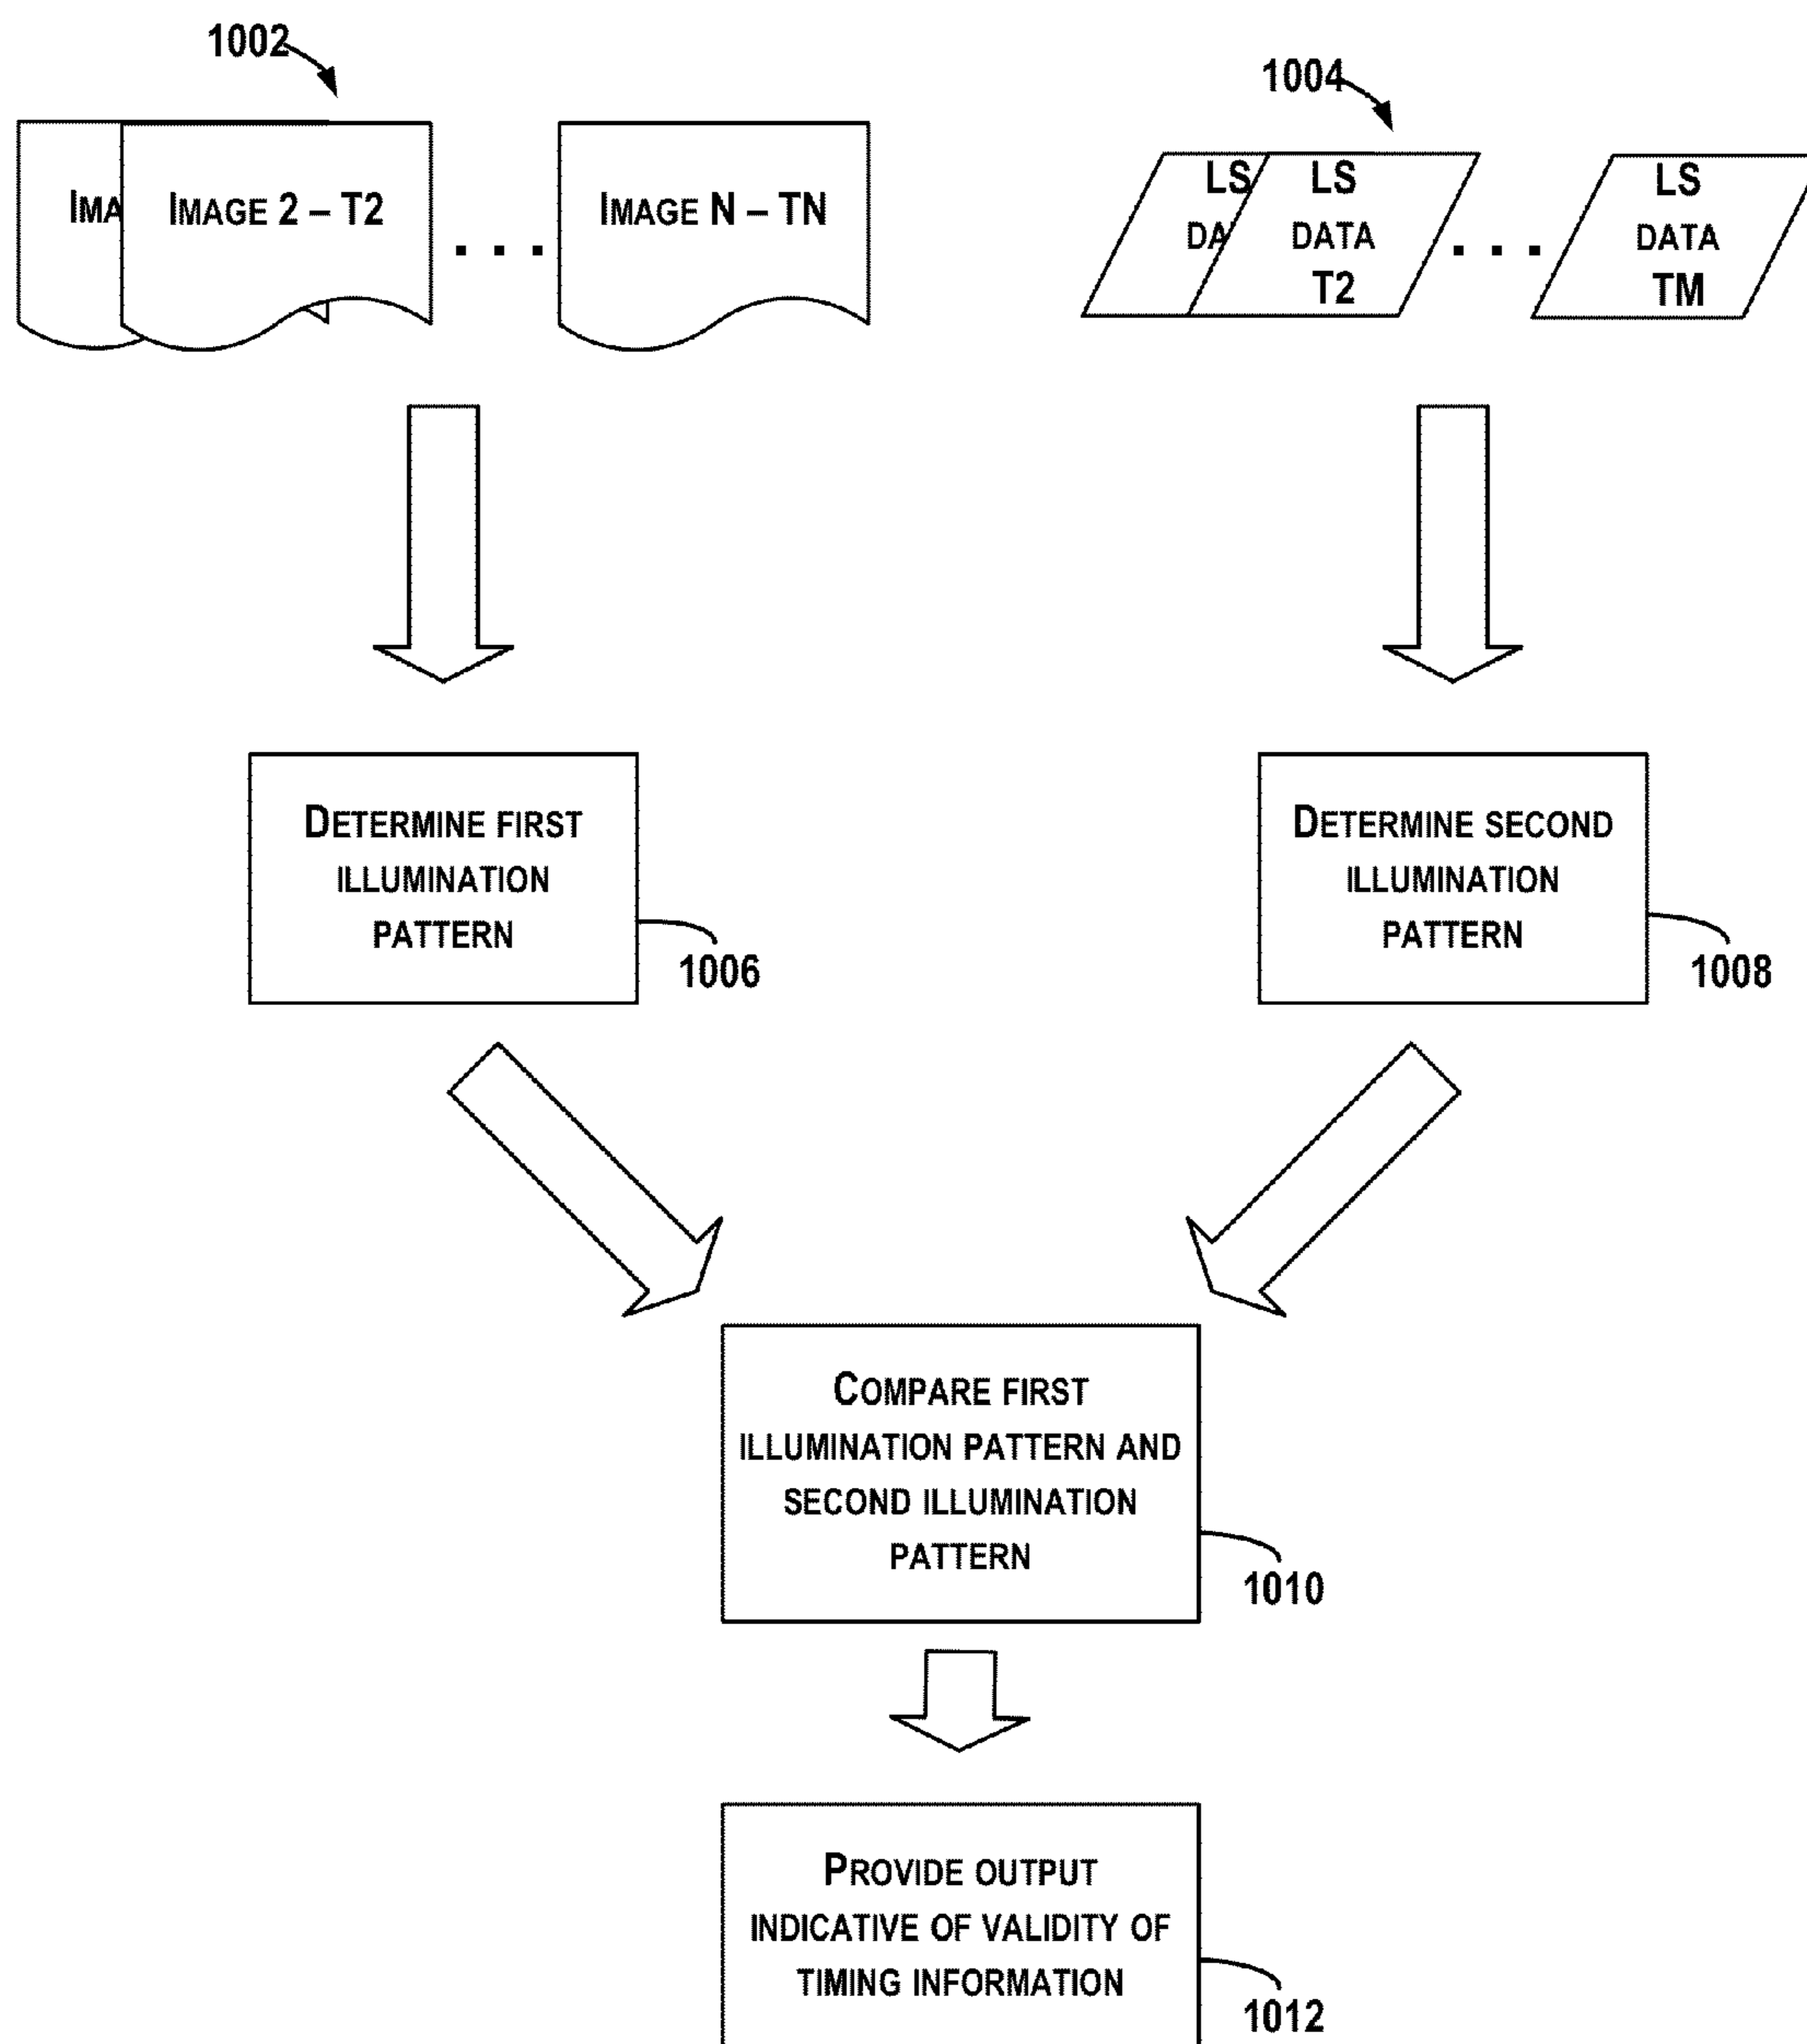 1002
1004
IMA
IMAGE 2 – T2
. . .
IMAGE N – TN
LS
DA
LS
DATA
T2
. . .
LS
DATA
TM
DETERMINE FIRST
ILLUMINATION
PATTERN
1006
DETERMINE SECOND
ILLUMINATION
PATTERN
1008
COMPARE FIRST
ILLUMINATION PATTERN AND
SECOND ILLUMINATION
PATTERN
1010
PROVIDE OUTPUT
INDICATIVE OF VALIDITY OF
TIMING INFORMATION
1012